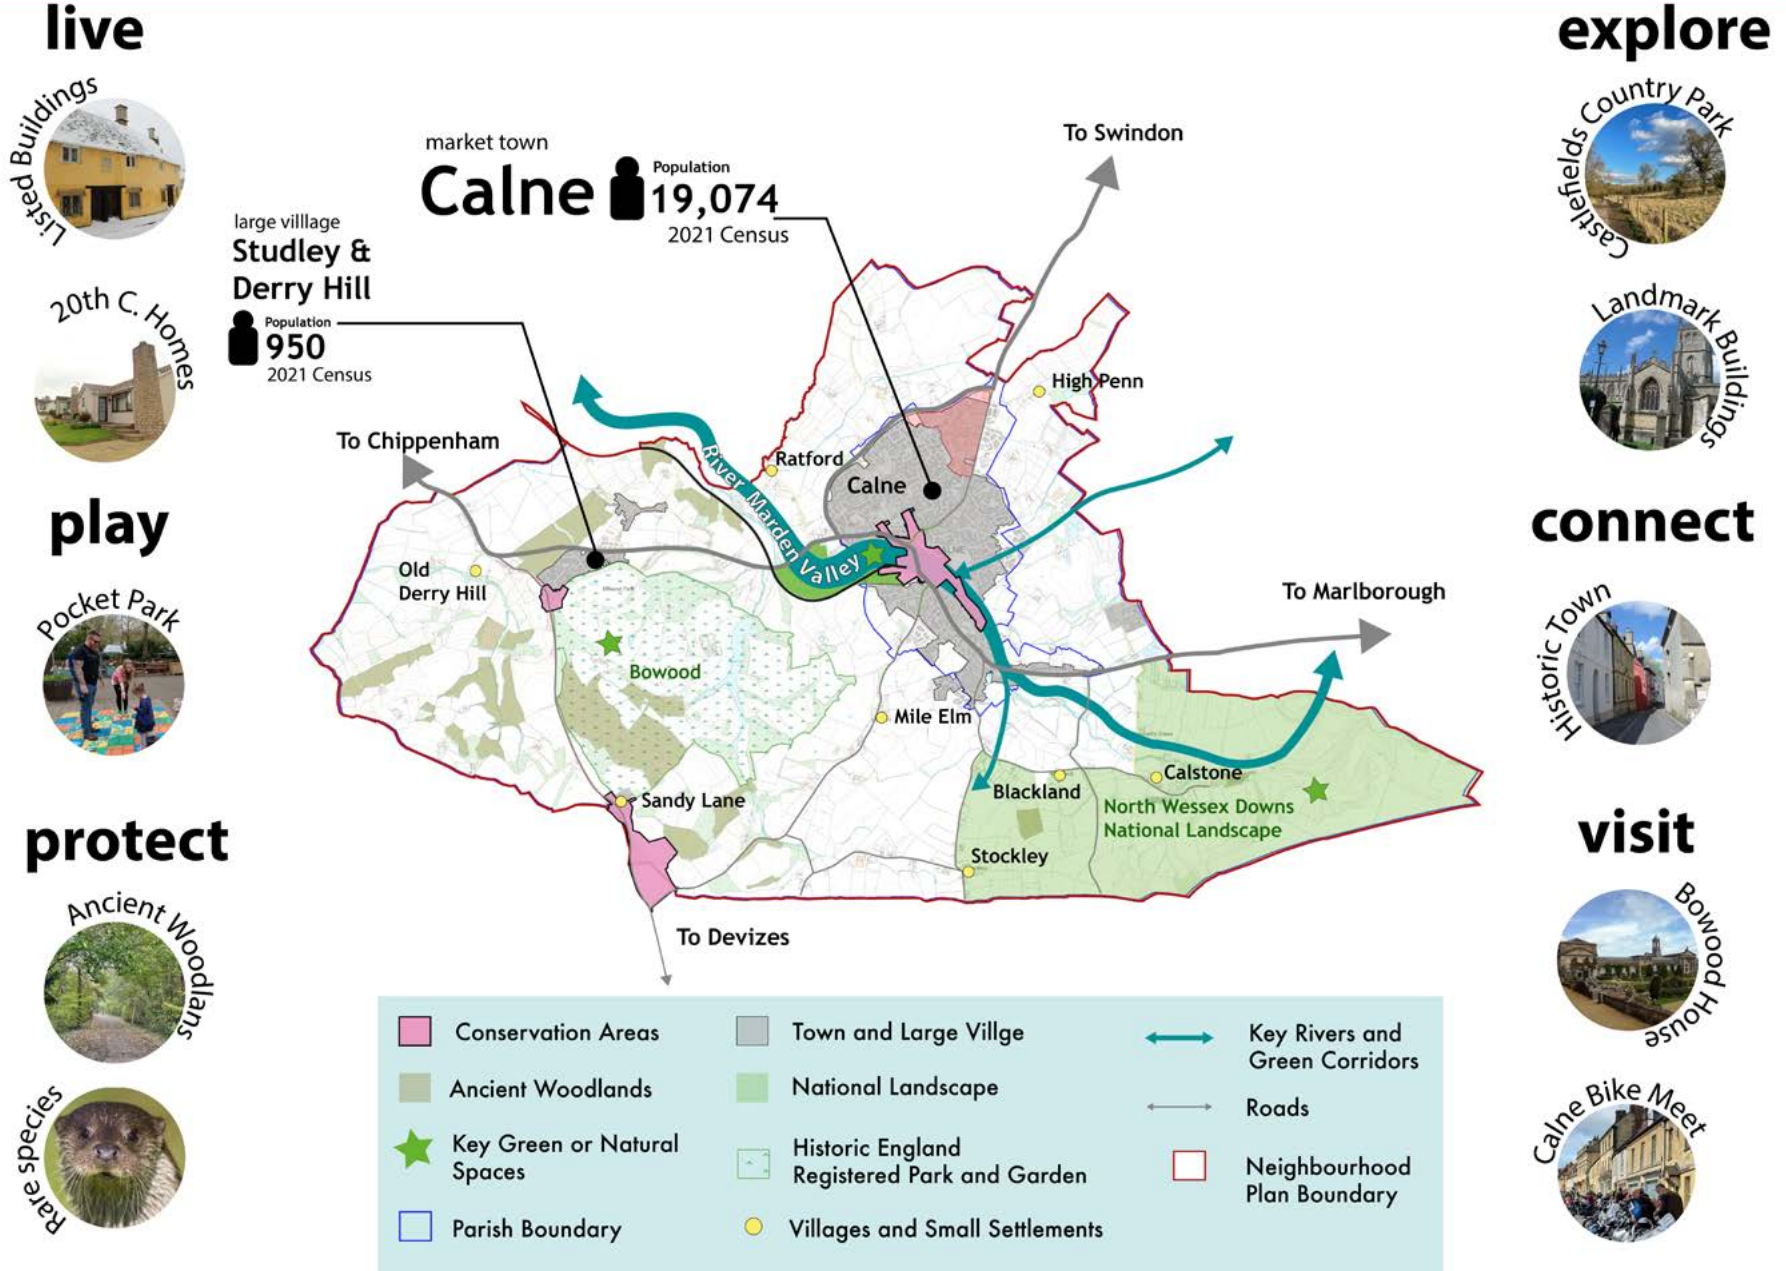 live
Listed Buildings
20th C. Homes
play
Pocket Park
protect
Ancient Woodlans
Rare species
market town
Calne
Population
19,074
2021 Census
large villlage
Studley &
Derry Hill
Population
950
2021 Census
To Swindon
To Chippenham
High Penn
Ratford
Calne
River Marden Valley
Old
Derry Hill
Bowood
To Marlborough
Mile Elm
Sandy Lane
Blackland
Calstone
North Wessex Downs
National Landscape
Stockley
To Devizes
Conservation Areas
Ancient Woodlands
Key Green or Natural
Spaces
Parish Boundary
Town and Large Villge
National Landscape
Historic England
Registered Park and Garden
Villages and Small Settlements
Key Rivers and
Green Corridors
Roads
Neighbourhood
Plan Boundary
explore
Castlefields Country Park
Landmark Buildings
connect
Historic Town
visit
Bowood House
Calne Bike Meet